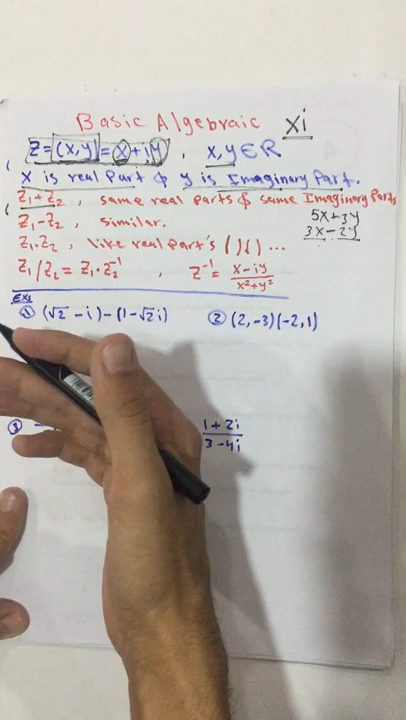 Basic Algebraic xi
Z = (x,y) = x + iy , x,y ∈ R
x is real Part & y is Imaginary Part.
Z₁ + Z₂ , same real parts & same Imaginary Parts
5x + 3y
Z₁ - Z₂ , similar.
3x - 2y
Z₁.Z₂ , like real part's ( )( ) ...
Z₁/Z₂ = Z₁.Z₂⁻¹ , Z⁻¹ = x - iy / x² + y²
Exs
① (√2 - i) - (1 - √2i) ② (2,-3)(-2,1)
③ 1 + 2i / 3 - 4i